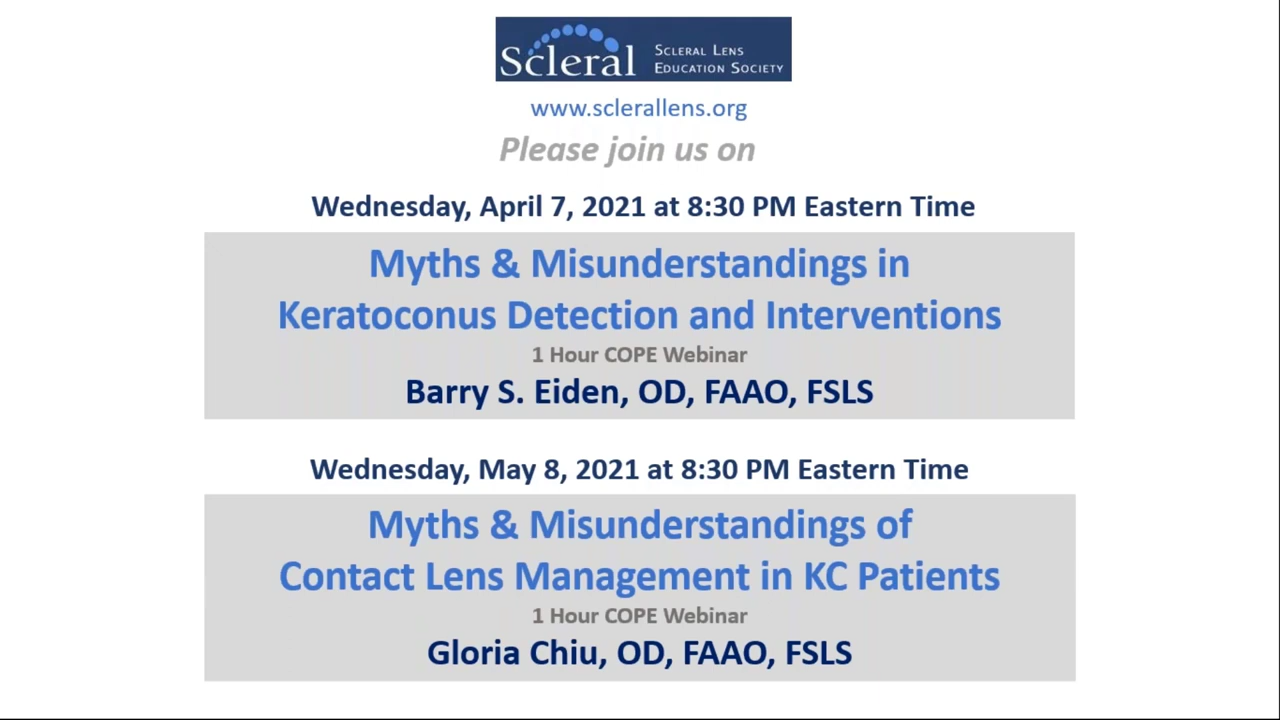 Scleral
Scleral Lens
Education Society
www.sclerallens.org
Please join us on
Wednesday, April 7, 2021 at 8:30 PM Eastern Time
Myths & Misunderstandings in
Keratoconus Detection and Interventions
1 Hour COPE Webinar
Barry S. Eiden, OD, FAAO, FSLS
Wednesday, May 8, 2021 at 8:30 PM Eastern Time
Myths & Misunderstandings of
Contact Lens Management in KC Patients
1 Hour COPE Webinar
Gloria Chiu, OD, FAAO, FSLS